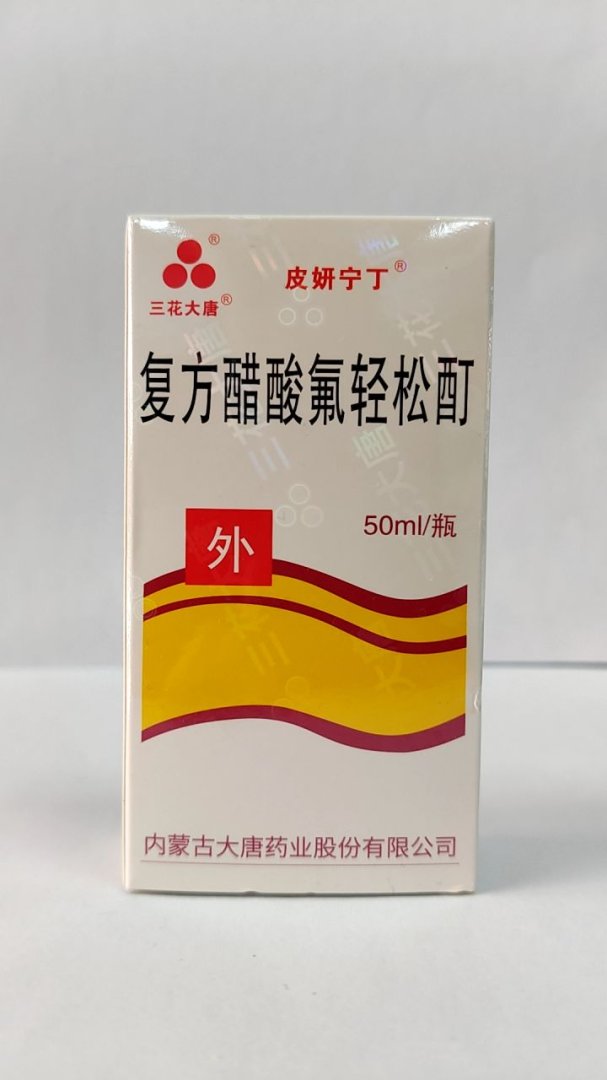 三花大唐®
皮妍宁丁®
复方醋酸氟轻松酊
外
50ml/瓶
内蒙古大唐药业股份有限公司